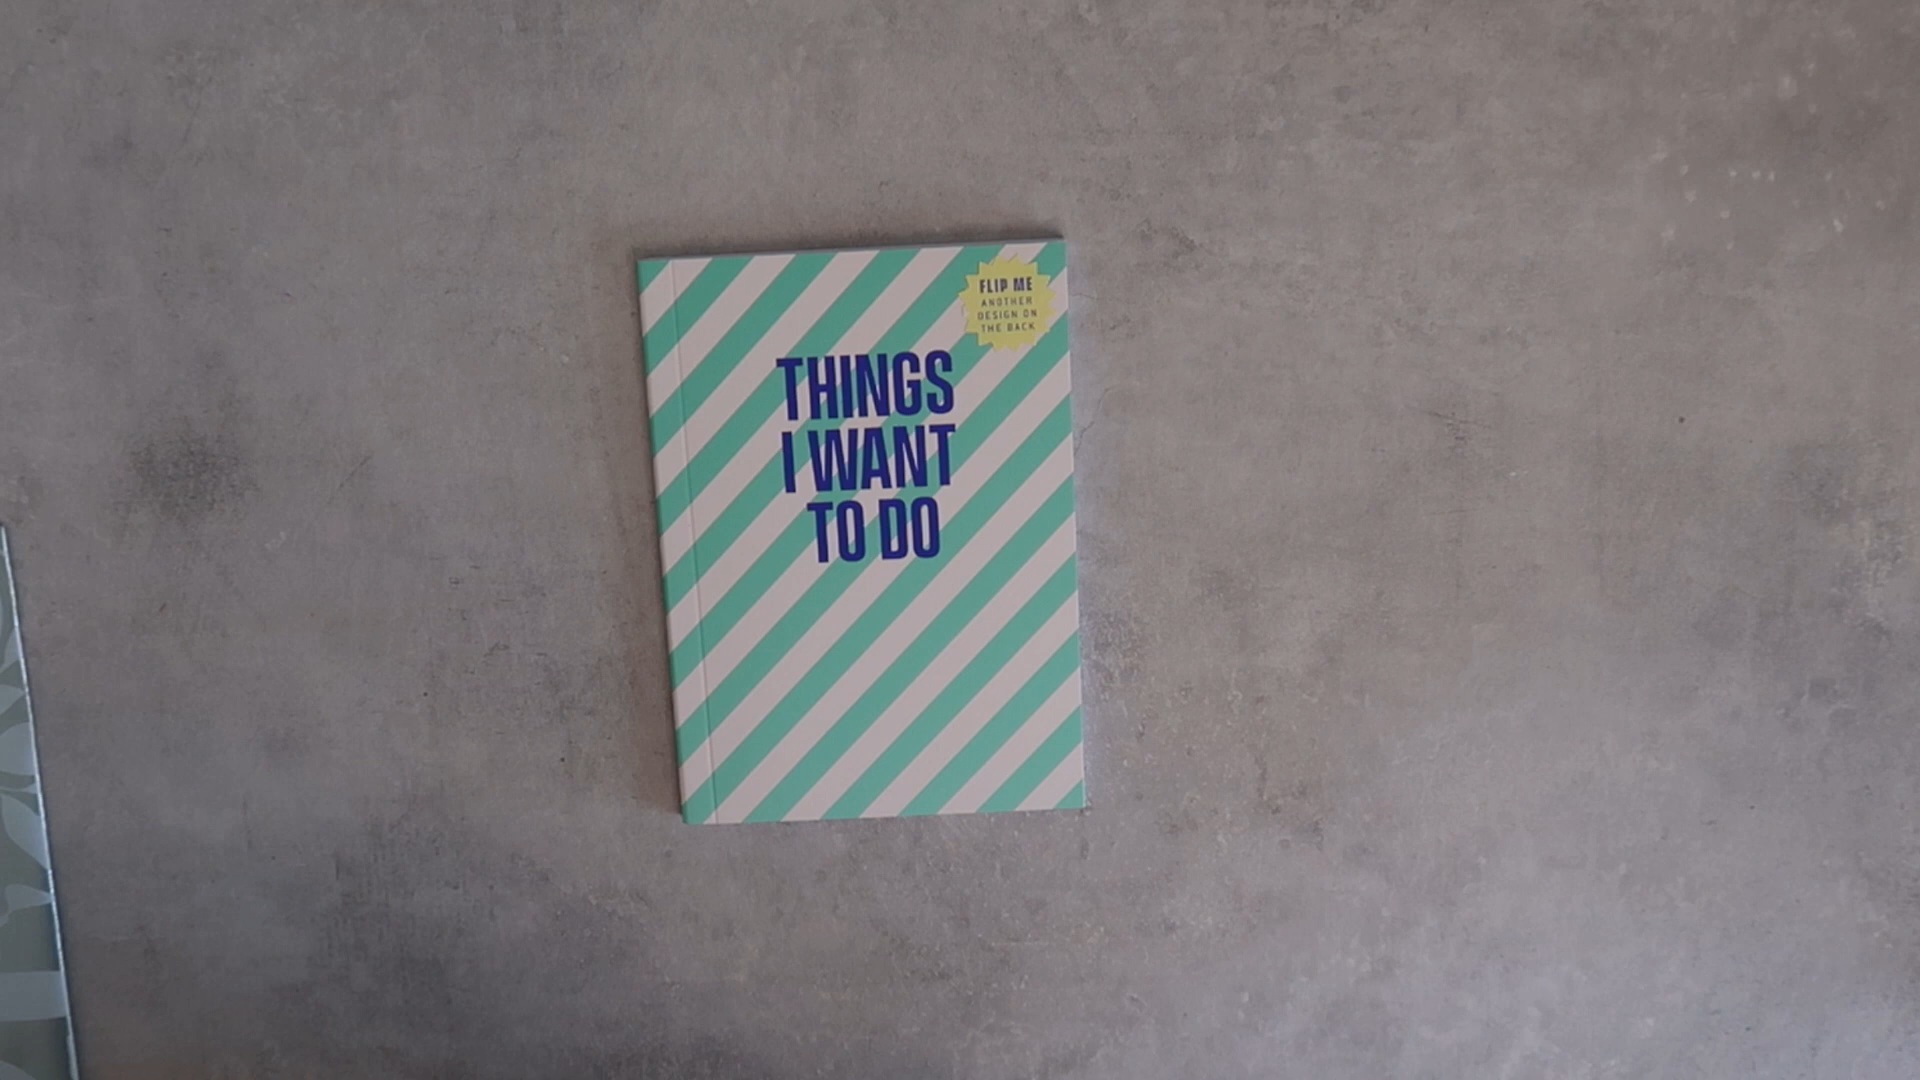 FLIP ME
ANOTHER
DESIGN ON
THE BACK
THINGS
I WANT
TO DO